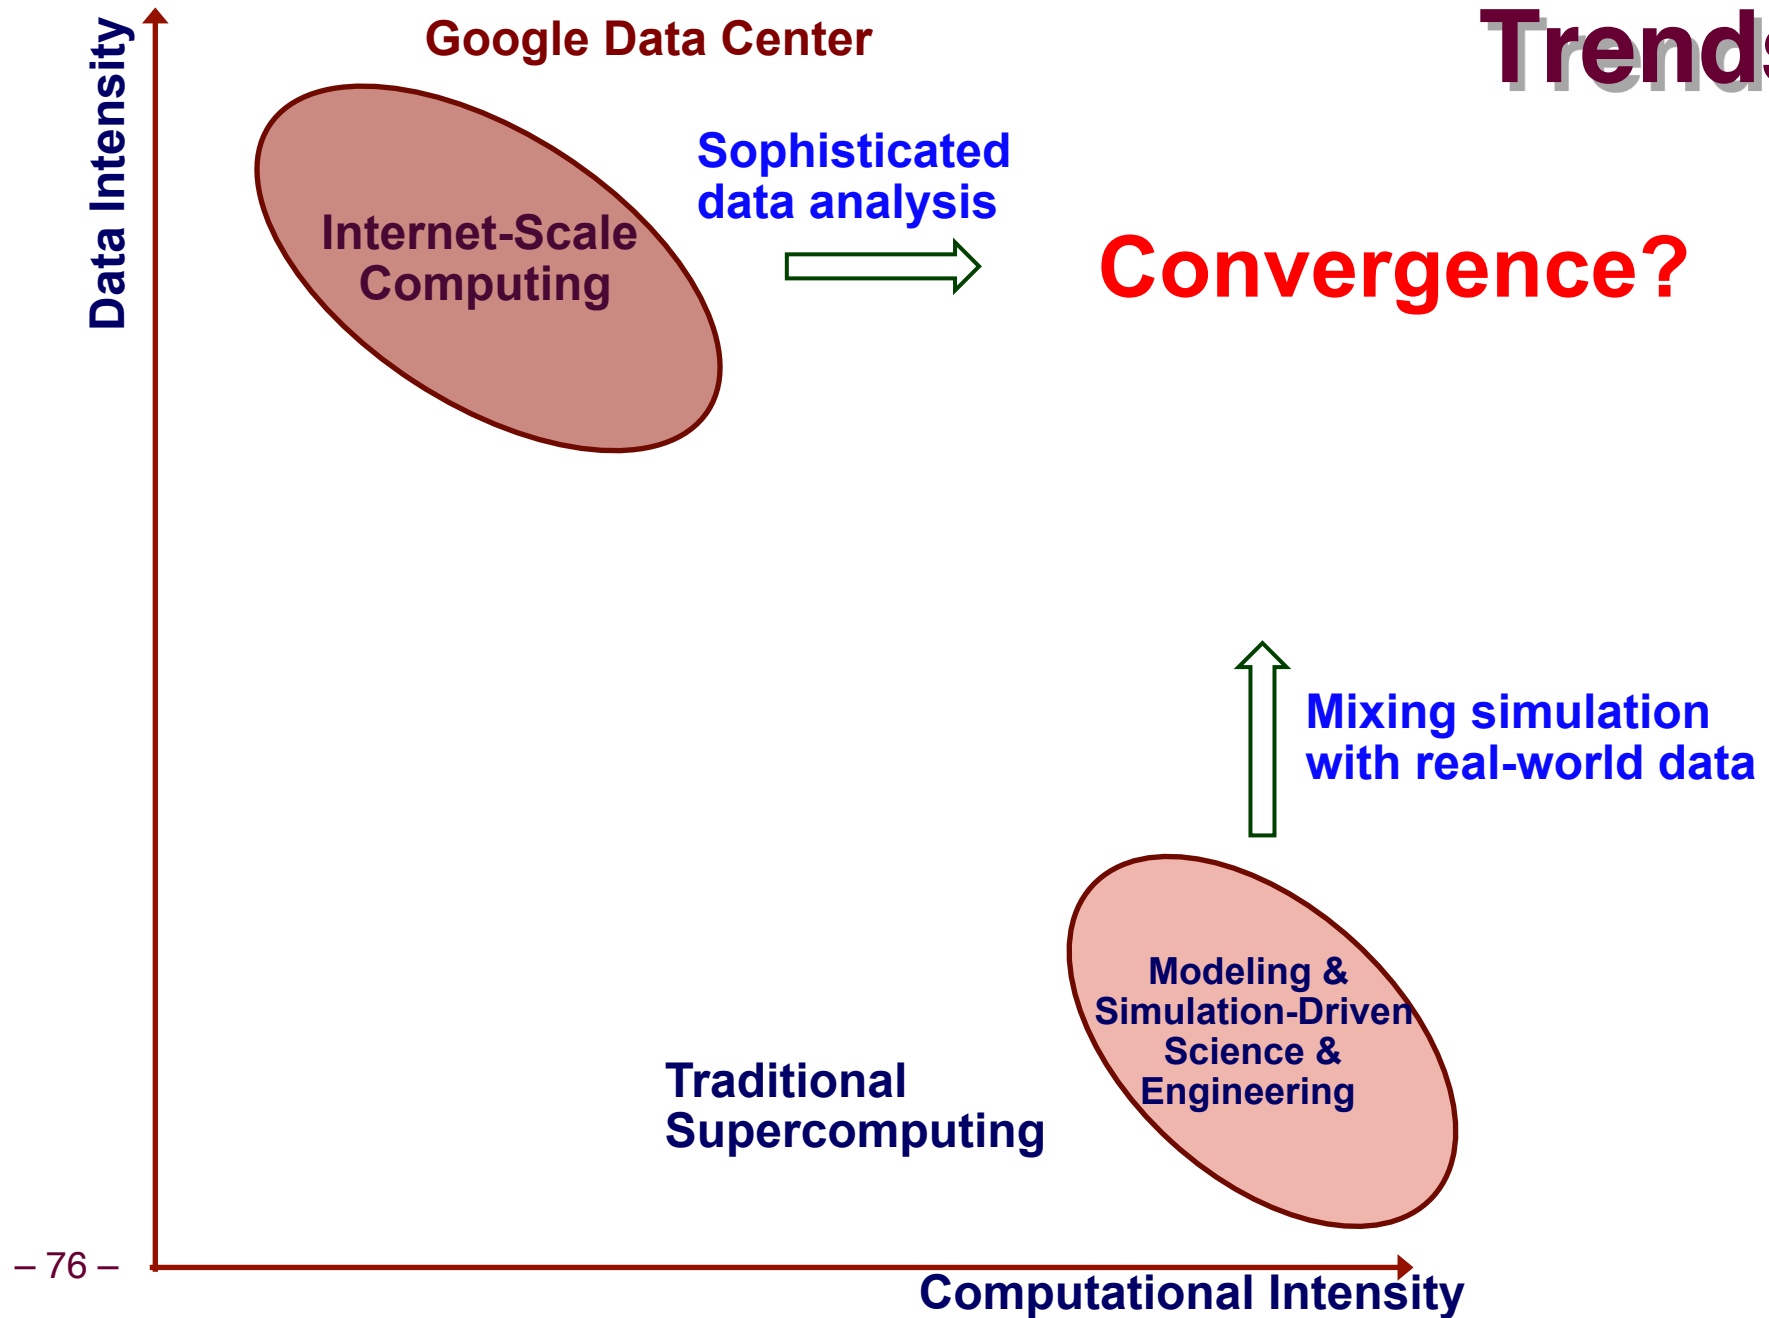 Trends
Google Data Center
Data Intensity
Sophisticated
data analysis
Internet-Scale
Computing
Convergence?
Mixing simulation
with real-world data
Modeling &
Simulation-Driven
Science &
Engineering
Traditional
Supercomputing
– 76 –
Computational Intensity